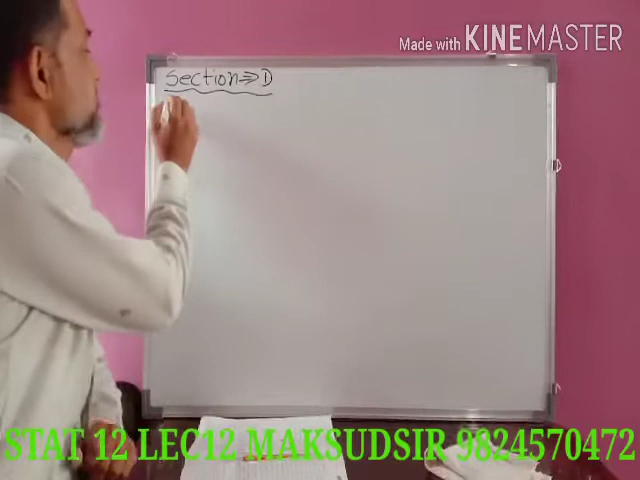 Made with KINEMASTER
Section ⇒ D
STAT 12 LEC12 MAKSUDSIR 9824570472